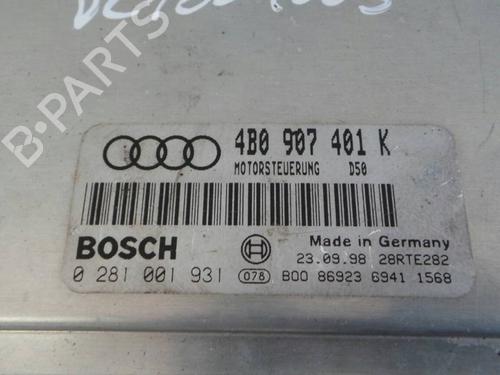 4B0 907 401 K
MOTORSTEUERUNG D50
BOSCH
Made in Germany
23.09.98 28RTE282
0 281 001 931 078 B00 86923 6941 1568
B-PARTS